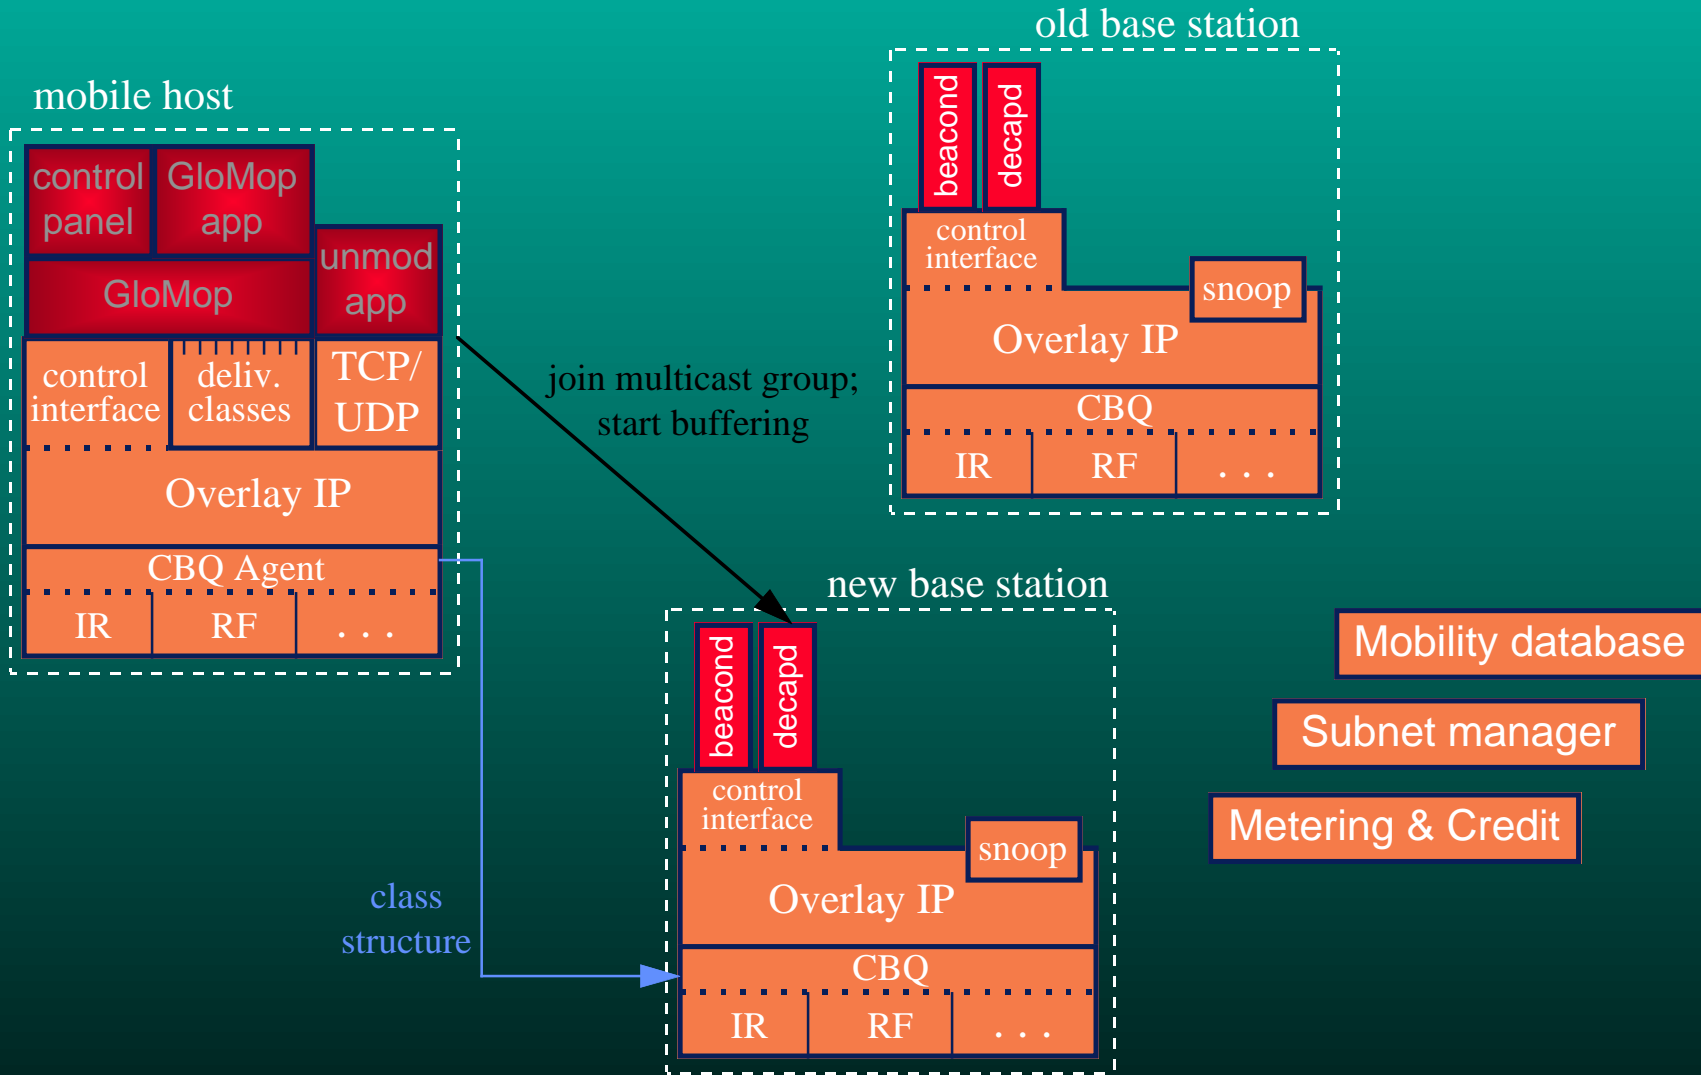 old base station
beacond
decapd
control
interface
snoop
Overlay IP
CBQ
IR RF . . .
mobile host
control
panel
GloMop
app
GloMop
unmod
app
control
interface
deliv.
classes
TCP/
UDP
Overlay IP
CBQ Agent
IR RF . . .
join multicast group;
start buffering
class
structure
new base station
beacond
decapd
control
interface
snoop
Overlay IP
CBQ
IR RF . . .
Mobility database
Subnet manager
Metering & Credit